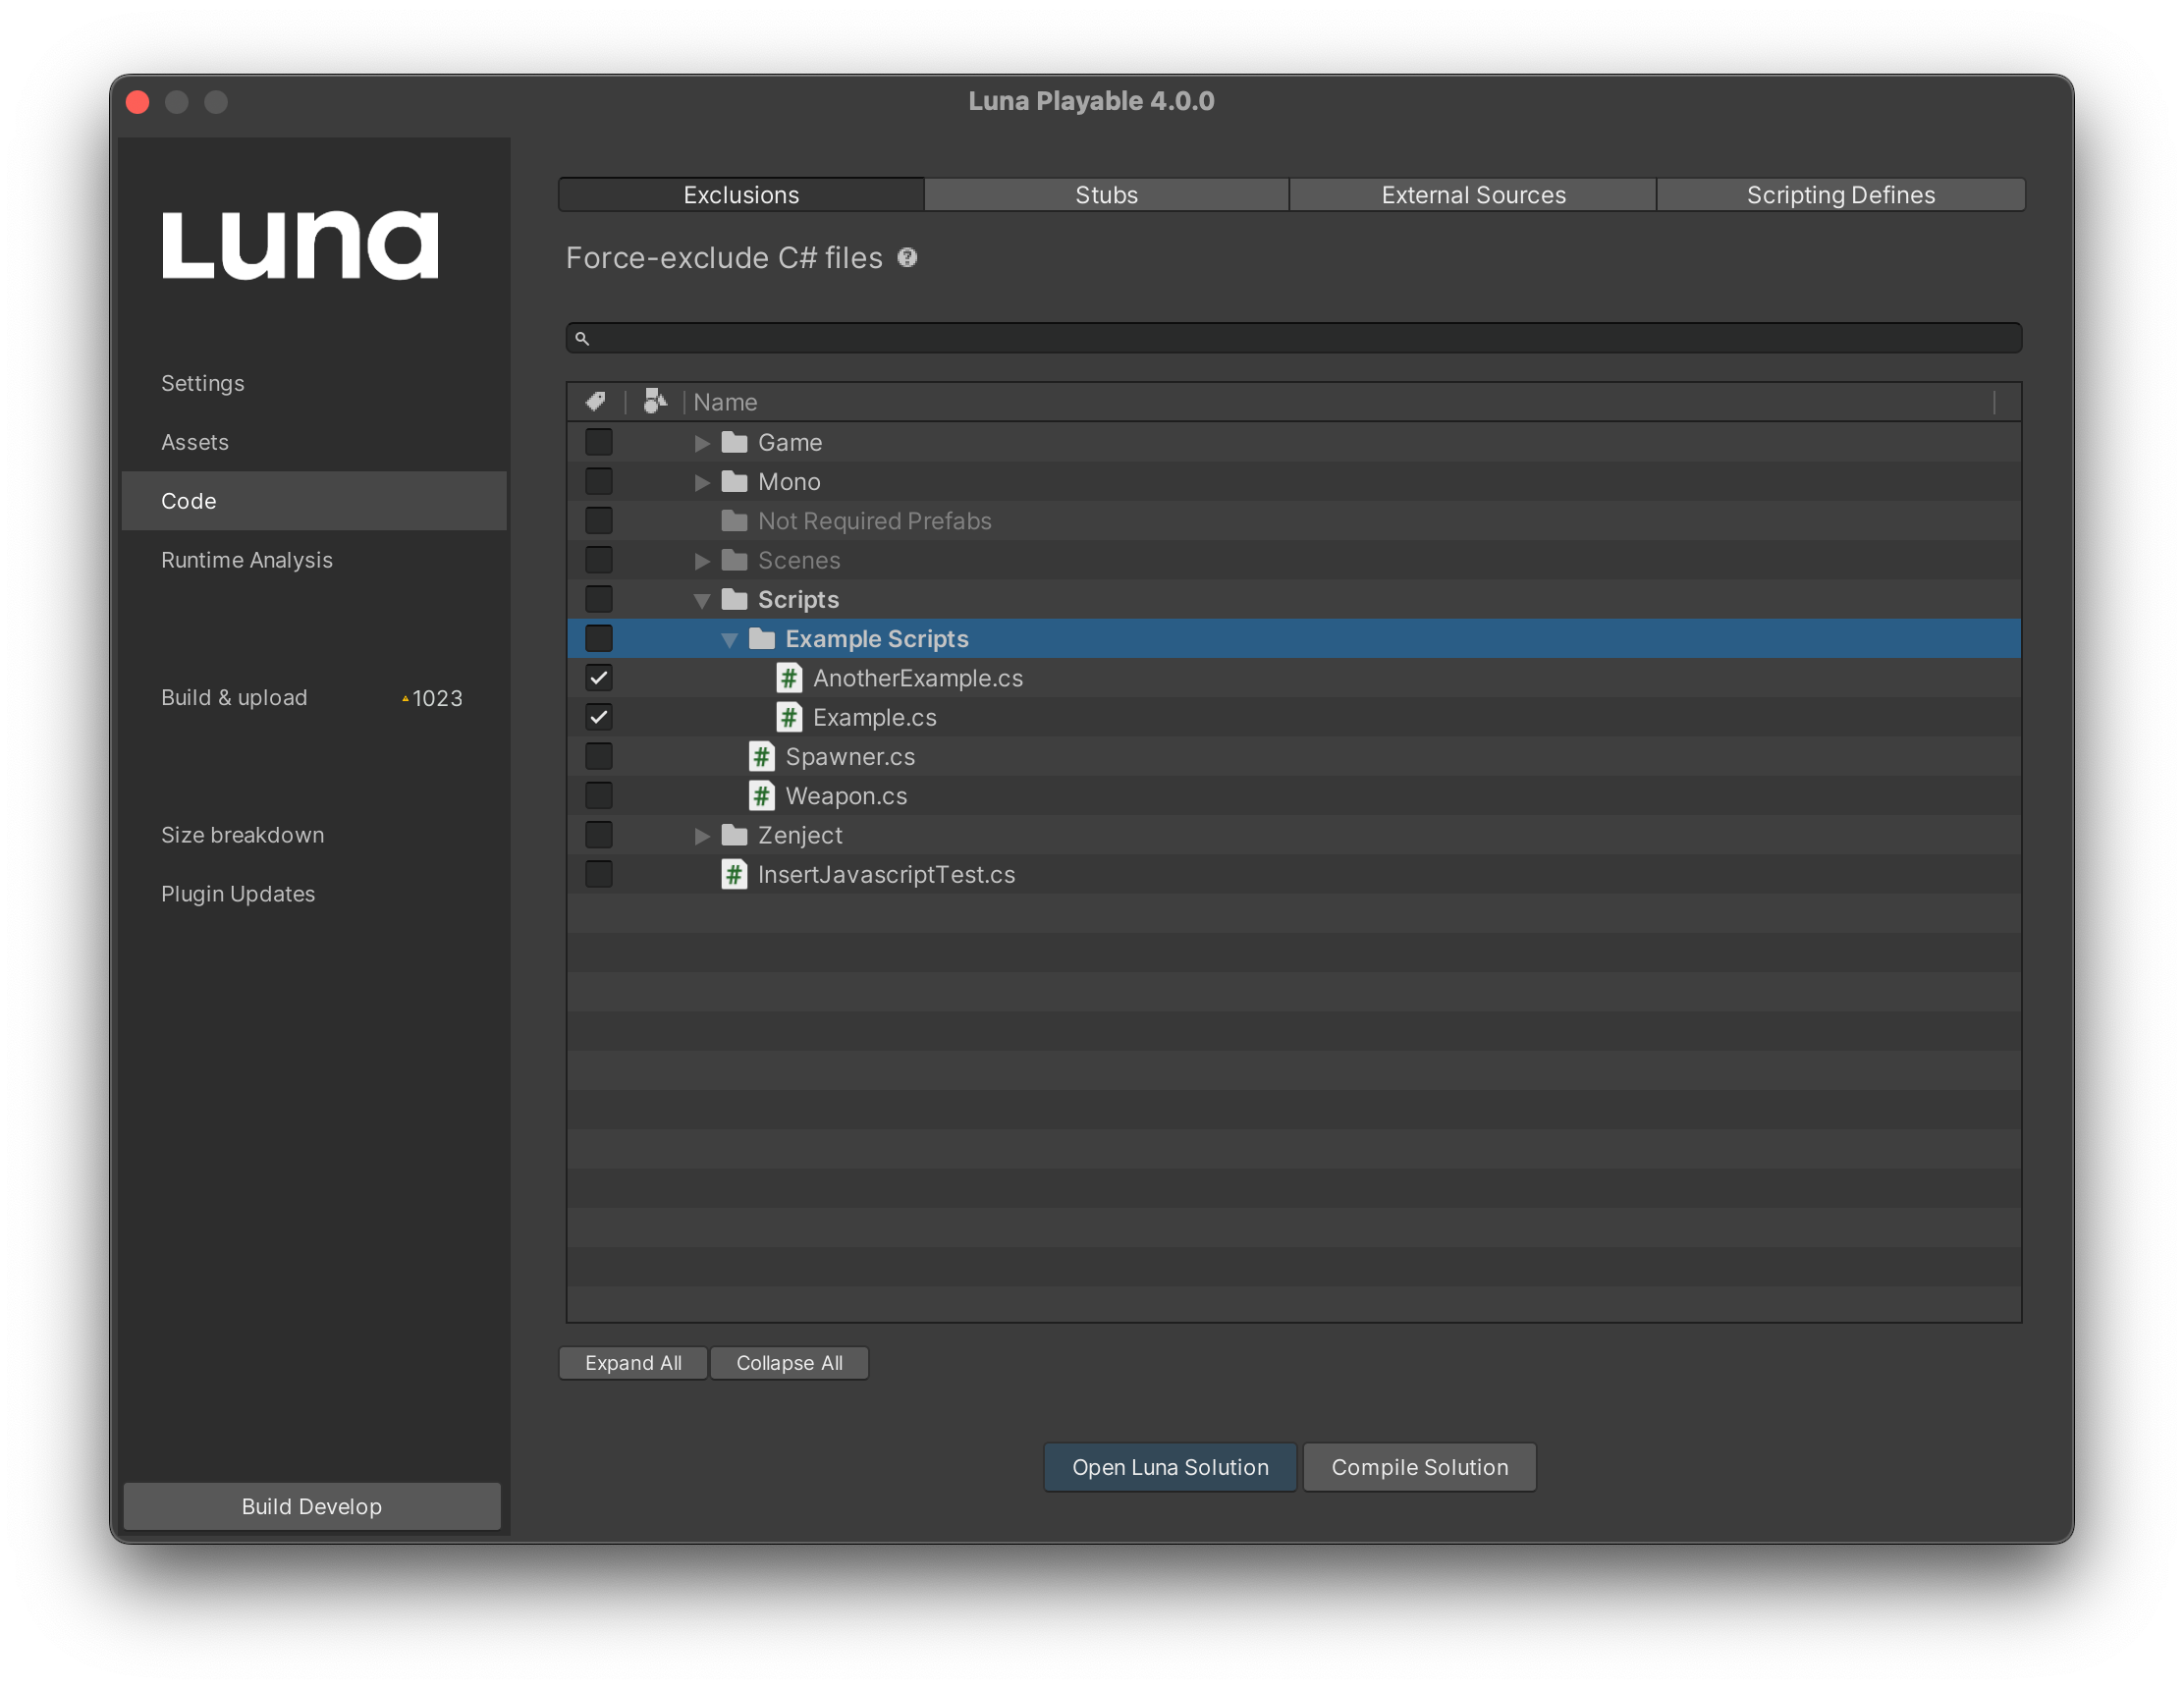 Luna Playable 4.0.0
Luna
Settings
Assets
Code
Runtime Analysis
Build & upload 1023
Size breakdown
Plugin Updates
Build Develop
Exclusions Stubs External Sources Scripting Defines
Force-exclude C# files ?
Name
Game
Mono
Not Required Prefabs
Scenes
Scripts
Example Scripts
# AnotherExample.cs
# Example.cs
# Spawner.cs
# Weapon.cs
Zenject
# InsertJavascriptTest.cs
Expand All Collapse All
Open Luna Solution Compile Solution